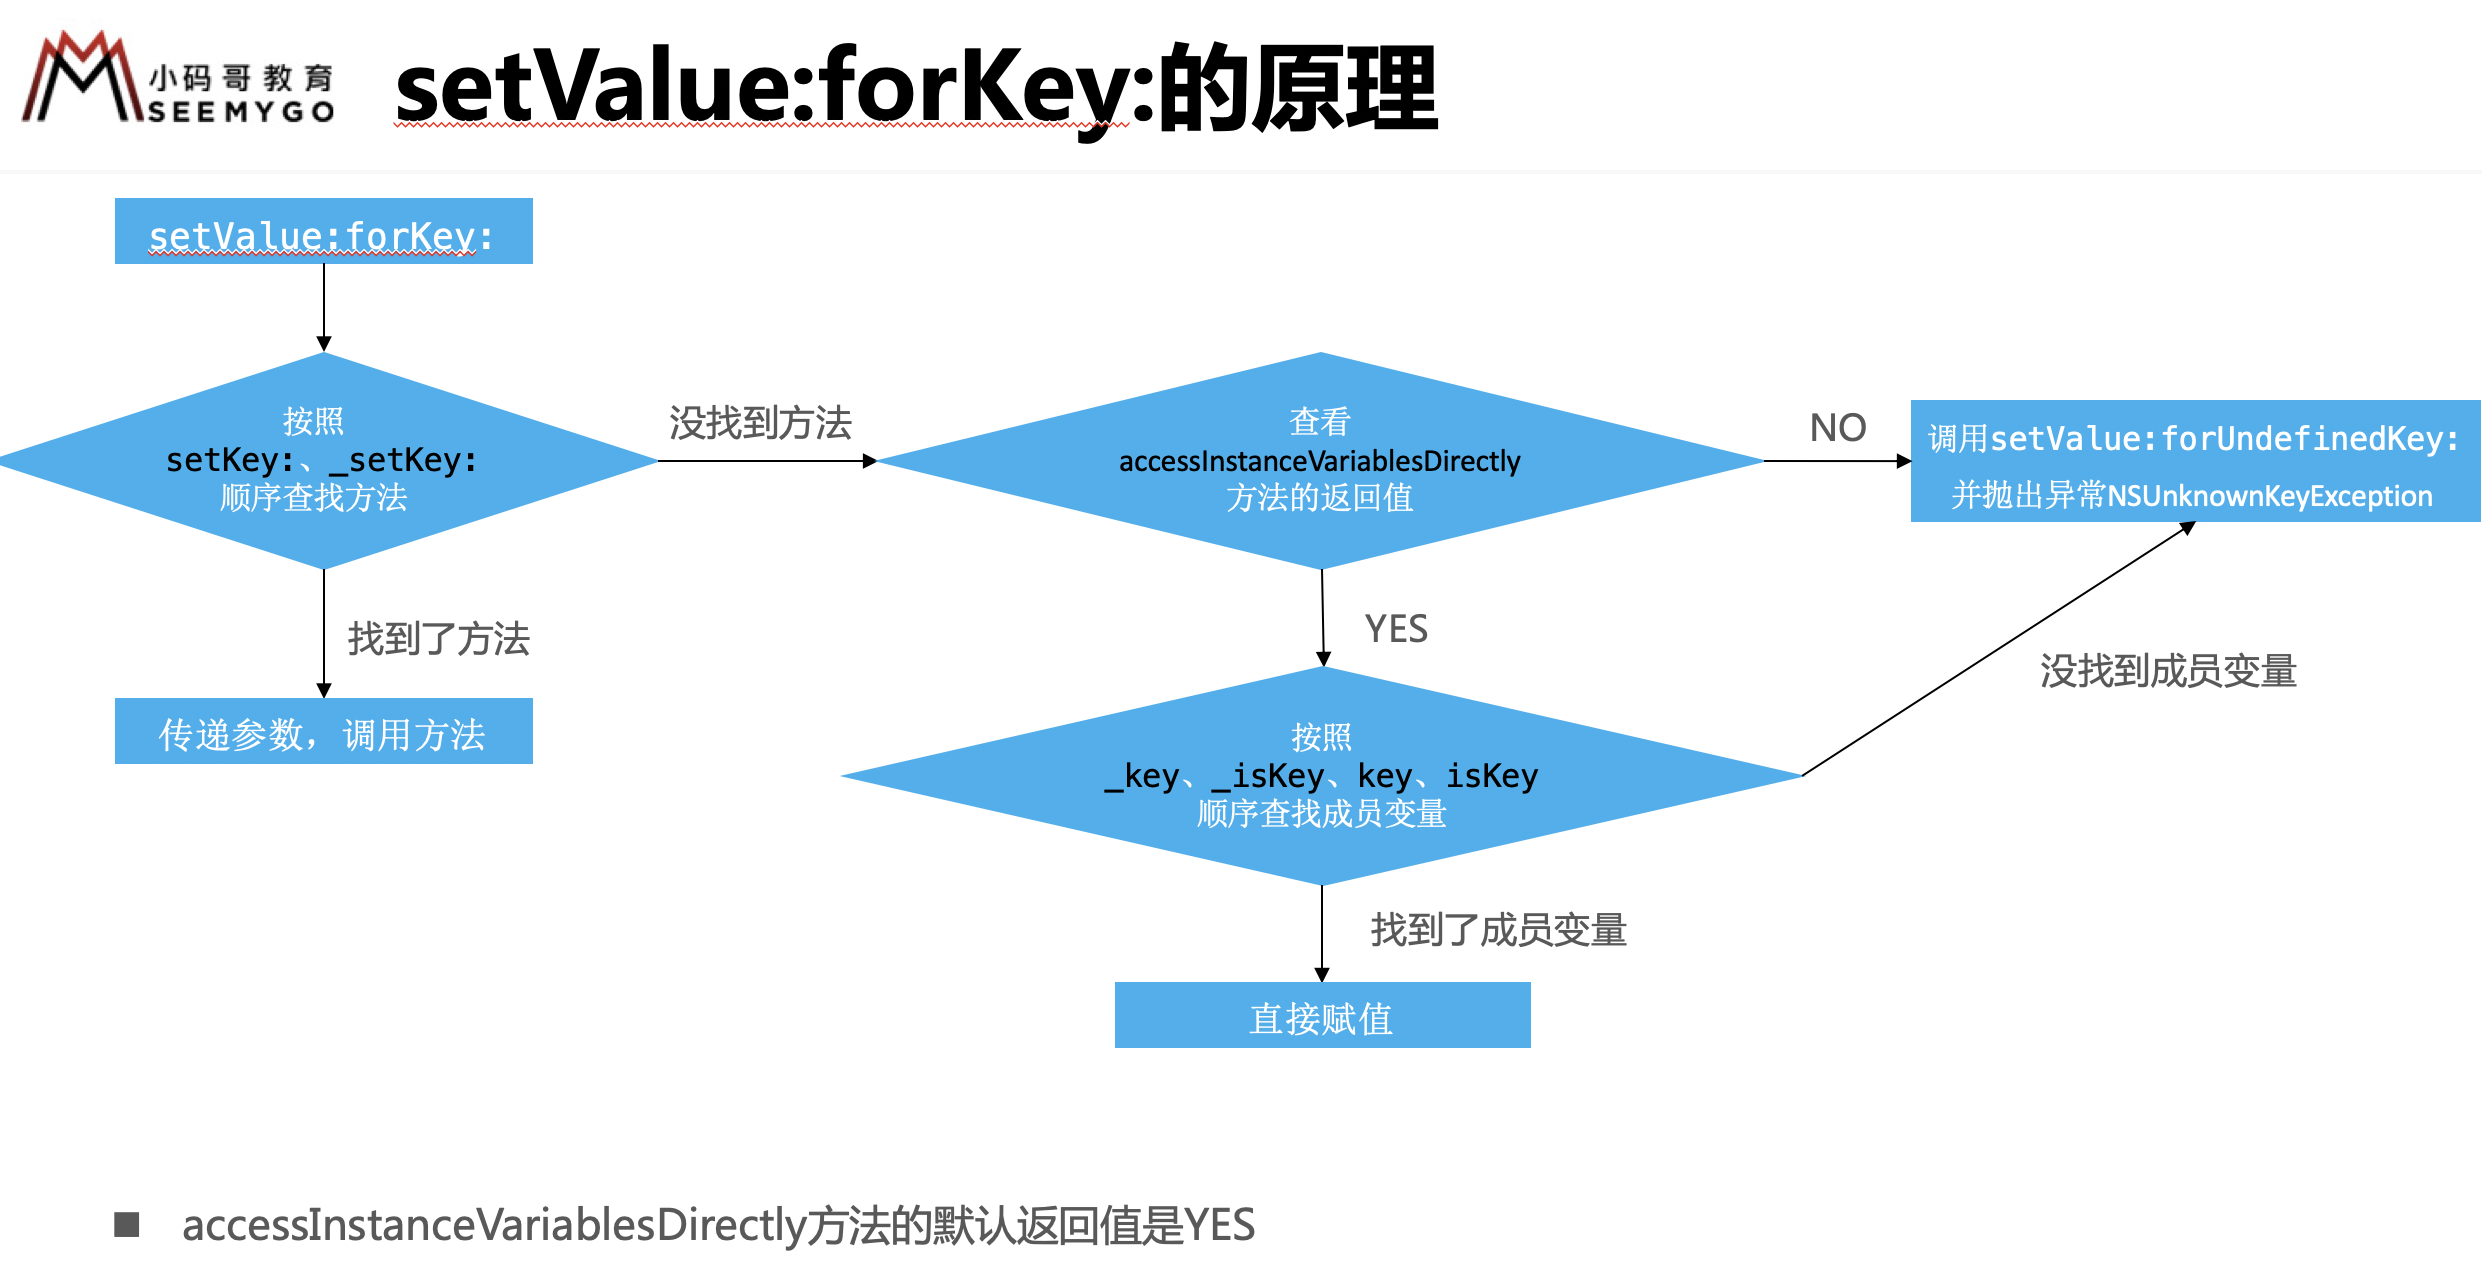 小码哥教育
SEEMYGO
setValue:forKey:的原理
setValue:forKey:
按照
setKey:、_setKey:
顺序查找方法
没找到方法
查看
accessInstanceVariablesDirectly
方法的返回值
NO
调用setValue:forUndefinedKey:
并抛出异常NSUnknownKeyException
找到了方法
YES
没找到成员变量
传递参数，调用方法
按照
_key、_isKey、key、isKey
顺序查找成员变量
找到了成员变量
直接赋值
■ accessInstanceVariablesDirectly方法的默认返回值是YES